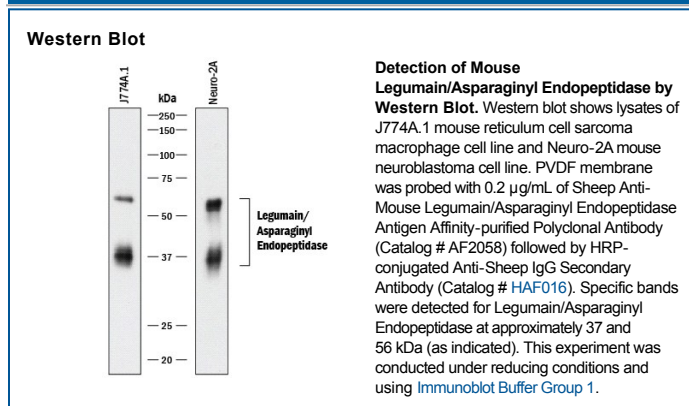 Western Blot
J774A.1
kDa
Neuro-2A
250
150
100
75
50
37
25
20
Legumain/
Asparaginyl
Endopeptidase
Detection of Mouse
Legumain/Asparaginyl Endopeptidase by
Western Blot. Western blot shows lysates of
J774A.1 mouse reticulum cell sarcoma
macrophage cell line and Neuro-2A mouse
neuroblastoma cell line. PVDF membrane
was probed with 0.2 µg/mL of Sheep Anti-
Mouse Legumain/Asparaginyl Endopeptidase
Antigen Affinity-purified Polyclonal Antibody
(Catalog # AF2058) followed by HRP-
conjugated Anti-Sheep IgG Secondary
Antibody (Catalog # HAF016). Specific bands
were detected for Legumain/Asparaginyl
Endopeptidase at approximately 37 and
56 kDa (as indicated). This experiment was
conducted under reducing conditions and
using Immunoblot Buffer Group 1.